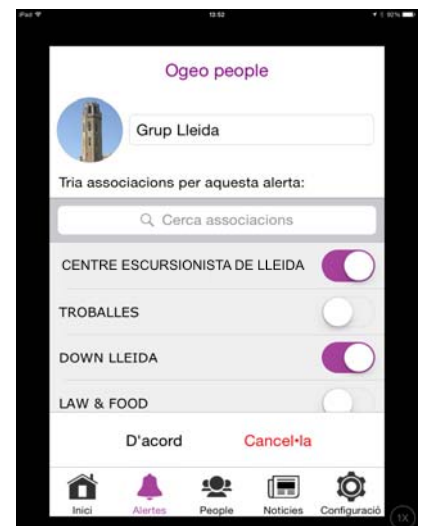 iPad
13:52
92%
Ogeo people
Grup Lleida
Tria associacions per aquesta alerta:
Cerca associacions
CENTRE ESCURSIONISTA DE LLEIDA
TROBALLES
DOWN LLEIDA
LAW & FOOD
D'acord Cancel•la
Inici Alertes People Notícies Configuració
1X